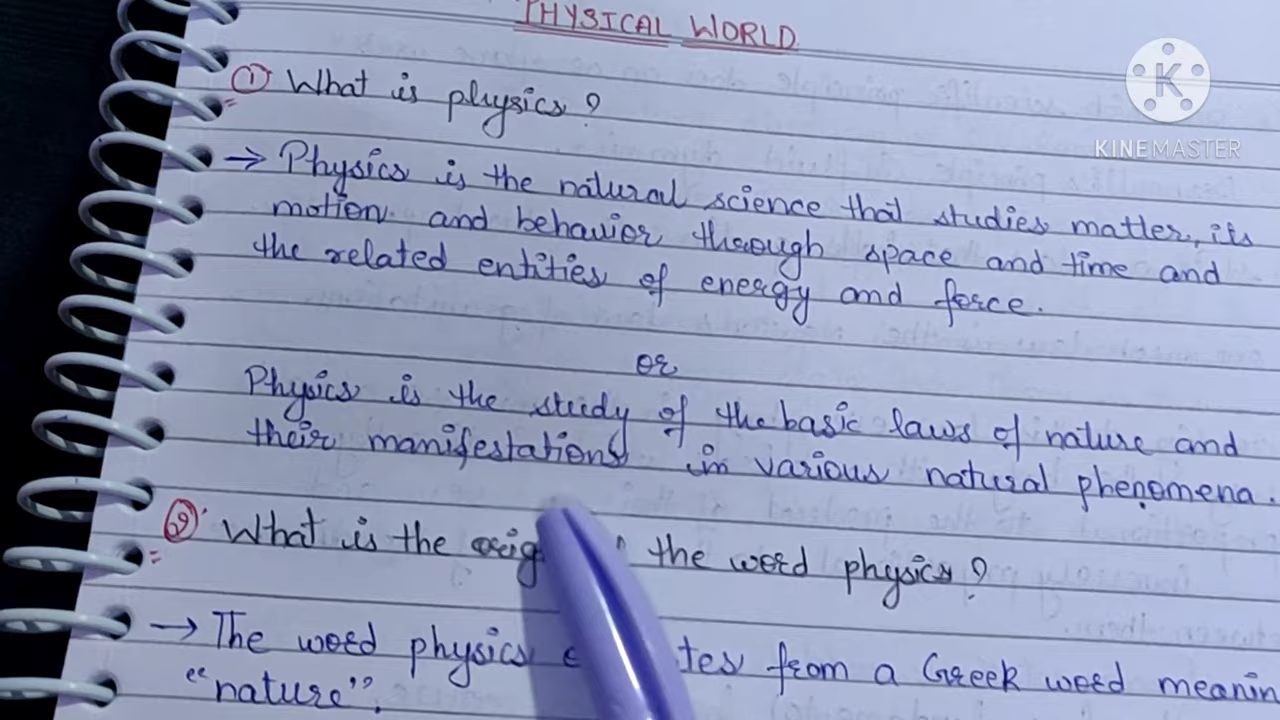 PHYSICAL WORLD
① What is physics?
→ Physics is the natural science that studies matter, its
motion and behavior through space and time and
the related entities of energy and force.
or
Physics is the study of the basic laws of nature and
their manifestations in various natural phenomena.
② What is the the word physics?
→ The word physics from a Greek word
"nature".
K
KINEMASTER